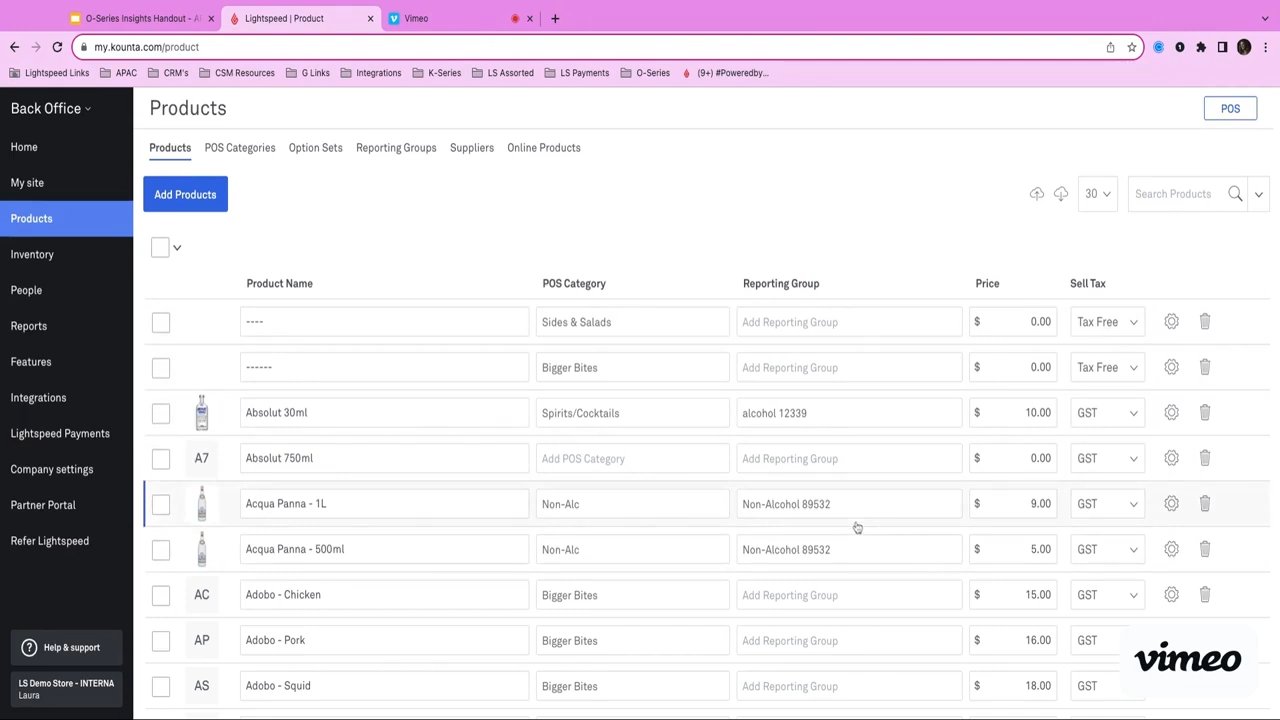 O-Series Insights Handout - A
Lightspeed | Product
Vimeo
my.kounta.com/product
Lightspeed Links
APAC
CRM's
CSM Resources
G Links
Integrations
K-Series
LS Assorted
LS Payments
O-Series
(9+) #Poweredby...
Back Office
Products
POS
Home
My site
Products
Inventory
People
Reports
Features
Integrations
Lightspeed Payments
Company settings
Partner Portal
Refer Lightspeed
Help & support
LS Demo Store - INTERNA
Laura
Products POS Categories Option Sets Reporting Groups Suppliers Online Products
Add Products
30
Search Products
Product Name POS Category Reporting Group Price Sell Tax
---- Sides & Salads Add Reporting Group $ 0.00 Tax Free
------ Bigger Bites Add Reporting Group $ 0.00 Tax Free
Absolut 30ml Spirits/Cocktails alcohol 12339 $ 10.00 GST
A7 Absolut 750ml Add POS Category Add Reporting Group $ 0.00 GST
Acqua Panna - 1L Non-Alc Non-Alcohol 89532 $ 9.00 GST
Acqua Panna - 500ml Non-Alc Non-Alcohol 89532 $ 5.00 GST
AC Adobo - Chicken Bigger Bites Add Reporting Group $ 15.00 GST
AP Adobo - Pork Bigger Bites Add Reporting Group $ 16.00 GST
AS Adobo - Squid Bigger Bites Add Reporting Group $ 18.00 GST
vimeo